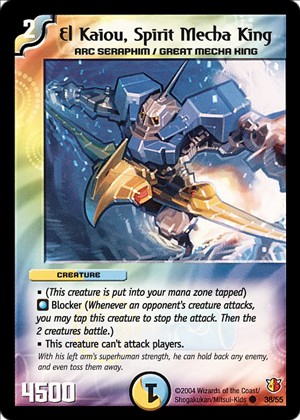 2
El Kaiou, Spirit Mecha King
ARC SERAPHIM / GREAT MECHA KING
CREATURE
• (This creature is put into your mana zone tapped)
Blocker (Whenever an opponent's creature attacks,
you may tap this creature to stop the attack. Then the
2 creatures battle.)
• This creature can't attack players.
With his left arm's superhuman strength, he can hold back any enemy,
and even toss them away.
4500
1
©2004 Wizards of the Coast/
Shogakukan/Mitsui-Kids
38/55